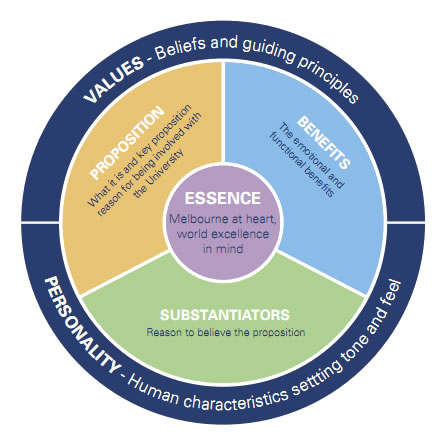 VALUES - Beliefs and guiding principles
PROPOSITION
What it is and key proposition
reason for being involved with
the University
BENEFITS
The emotional and
functional benefits
ESSENCE
Melbourne at heart,
world excellence
in mind
SUBSTANTIATORS
Reason to believe the proposition
PERSONALITY - Human characteristics settting tone and feel